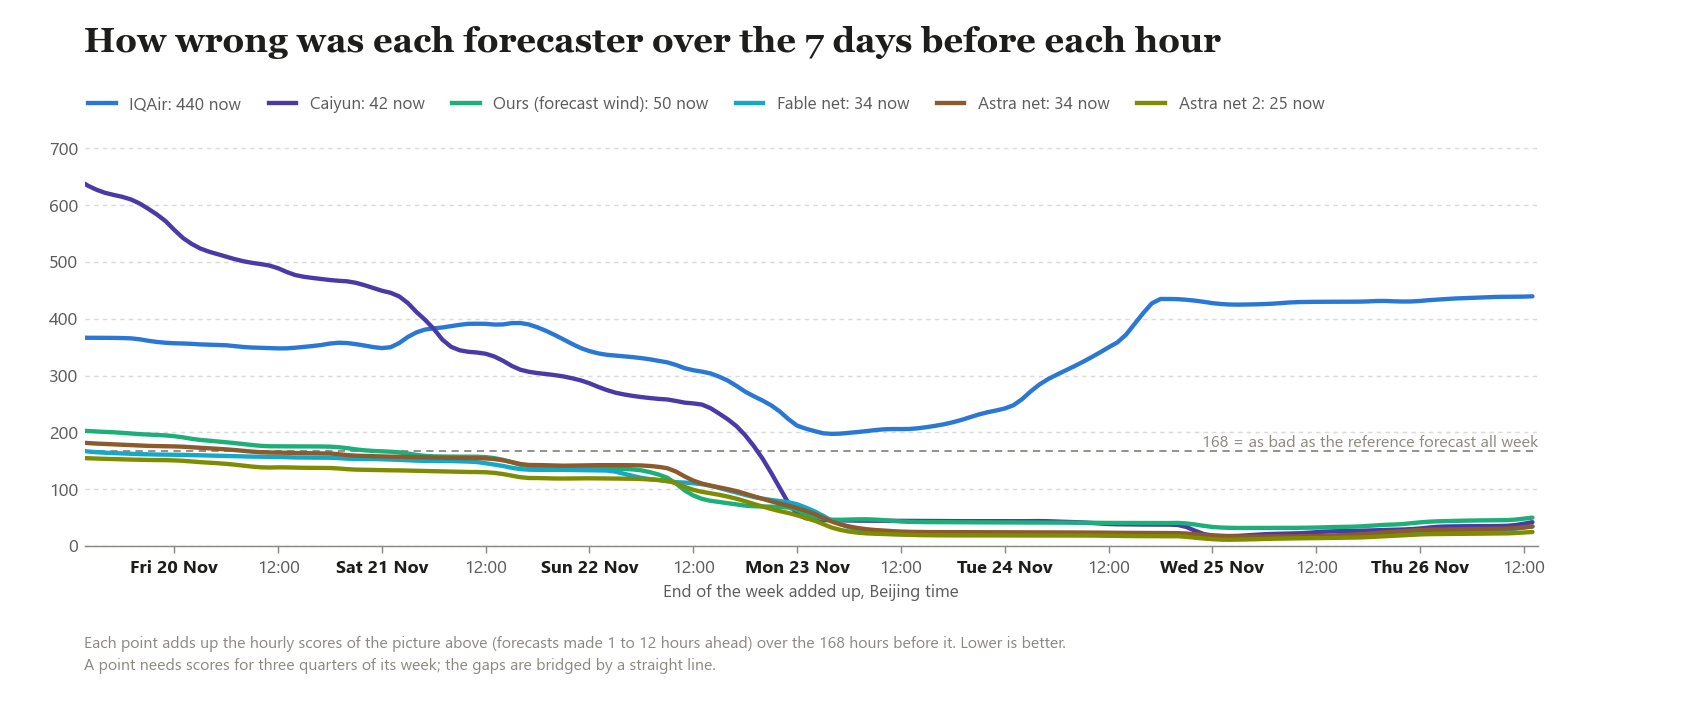 How wrong was each forecaster over the 7 days before each hour
IQAir: 440 now Caiyun: 42 now Ours (forecast wind): 50 now Fable net: 34 now Astra net: 34 now Astra net 2: 25 now
700
600
500
400
300
200
168 = as bad as the reference forecast all week
100
0
Fri 20 Nov 12:00 Sat 21 Nov 12:00 Sun 22 Nov 12:00 Mon 23 Nov 12:00 Tue 24 Nov 12:00 Wed 25 Nov 12:00 Thu 26 Nov 12:00
End of the week added up, Beijing time
Each point adds up the hourly scores of the picture above (forecasts made 1 to 12 hours ahead) over the 168 hours before it. Lower is better.
A point needs scores for three quarters of its week; the gaps are bridged by a straight line.